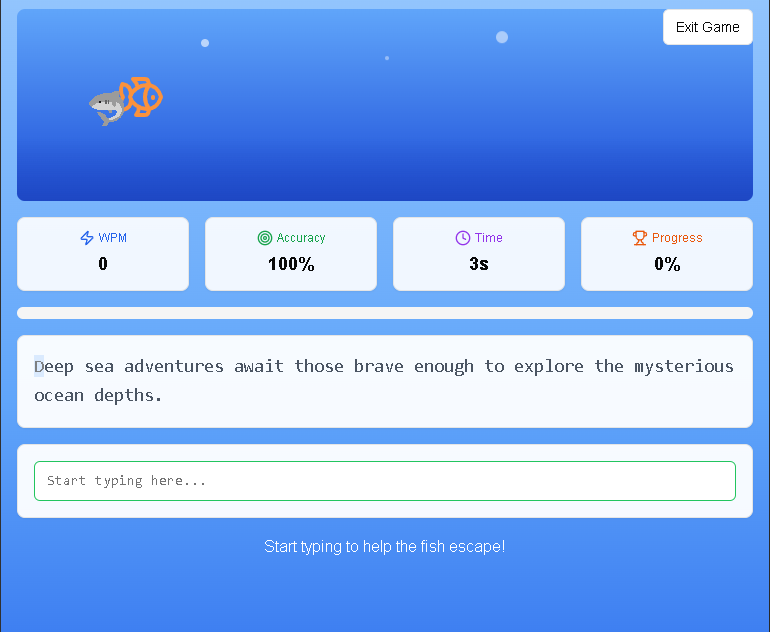 Exit Game
WPM
0
Accuracy
100%
Time
3s
Progress
0%
Deep sea adventures await those brave enough to explore the mysterious
ocean depths.
Start typing here...
Start typing to help the fish escape!